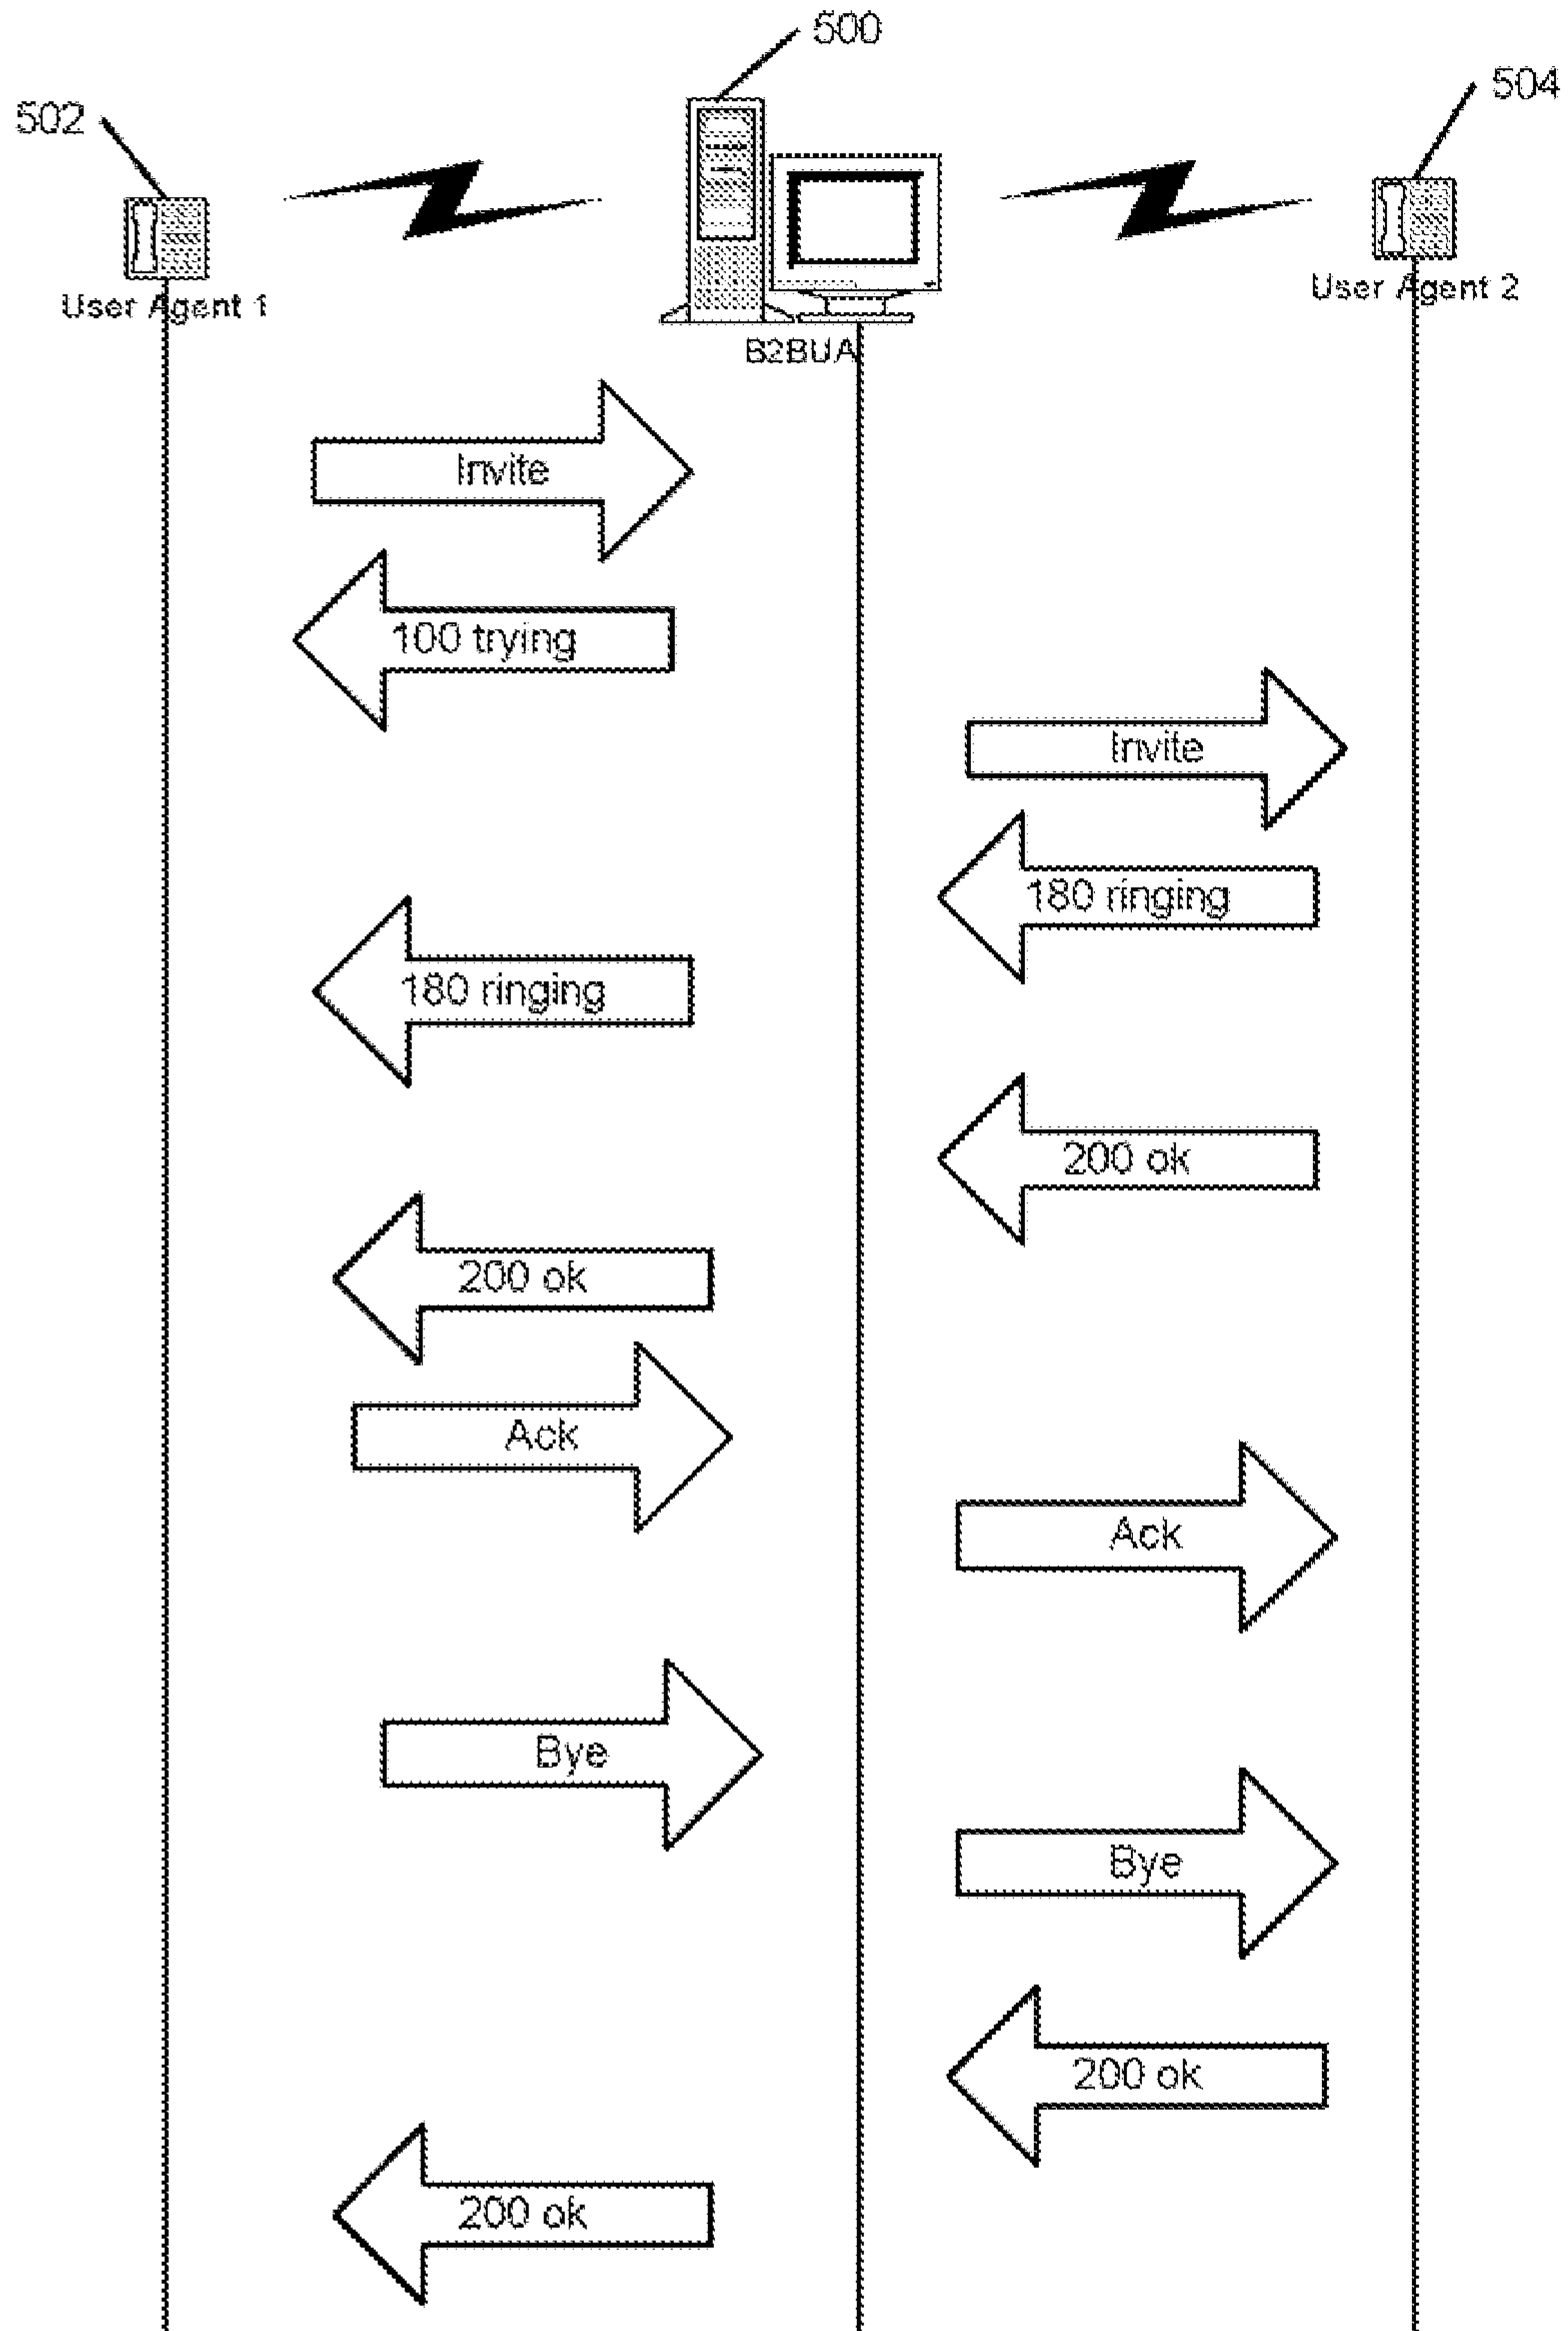 500
504
502
User Agent 1
User Agent 2
B2BUA
Invite
100 trying
Invite
180 ringing
180 ringing
200 ok
200 ok
Ack
Ack
Bye
Bye
200 ok
200 ok